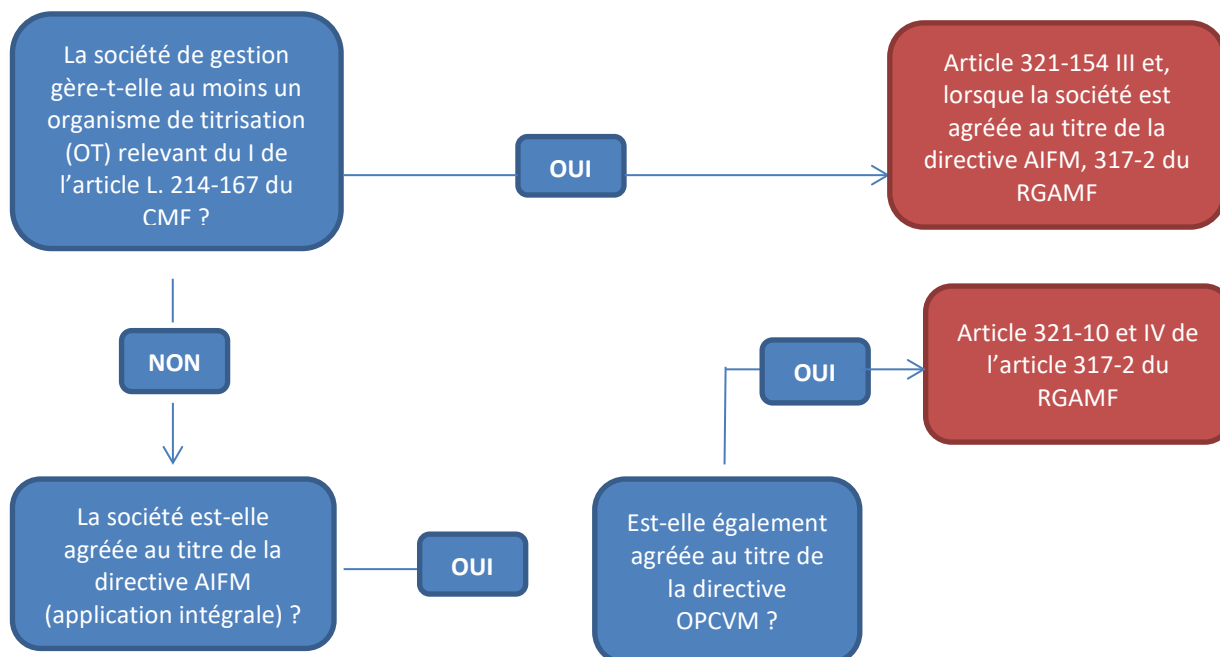 La société de gestion
gère-t-elle au moins un
organisme de titrisation
(OT) relevant du I de
l'article L. 214-167 du
CMF ?
OUI
Article 321-154 III et,
lorsque la société est
agréée au titre de la
directive AIFM, 317-2 du
RGAMF
NON
OUI
Article 321-10 et IV de
l'article 317-2 du
RGAMF
La société est-elle
agréée au titre de la
directive AIFM
(application intégrale) ?
OUI
Est-elle également
agréée au titre de
la directive
OPCVM ?